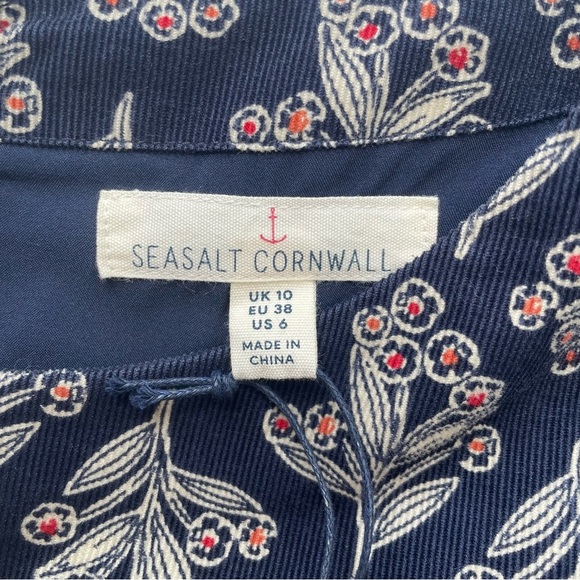 SEASALT CORNWALL
UK 10
EU 38
US 6
MADE IN
CHINA